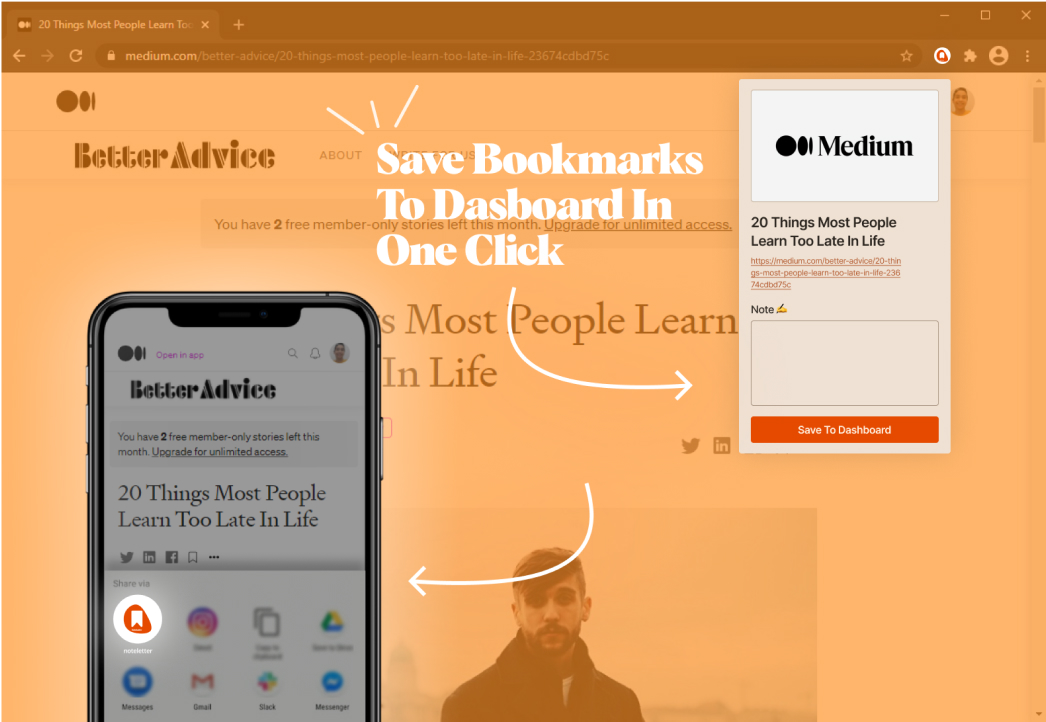 20 Things Most People Learn Too
medium.com/better-advice/20-things-most-people-learn-too-late-in-life-23674cdbd75c
BetterAdvice
ABOUT
You have 2 free member-only stories left this month. Upgrade for unlimited access.
Save Bookmarks
To Dasboard In
One Click
s Most People Learn
In Life
Medium
20 Things Most People
Learn Too Late In Life
https://medium.com/better-advice/20-thin
gs-most-people-learn-too-late-in-life-236
74cdbd75c
Note
Save To Dashboard
Open in app
BetterAdvice
You have 2 free member-only stories left this
month. Upgrade for unlimited access.
20 Things Most People
Learn Too Late In Life
Share via
noteletter
Messages
Gmail
Slack
Messenger